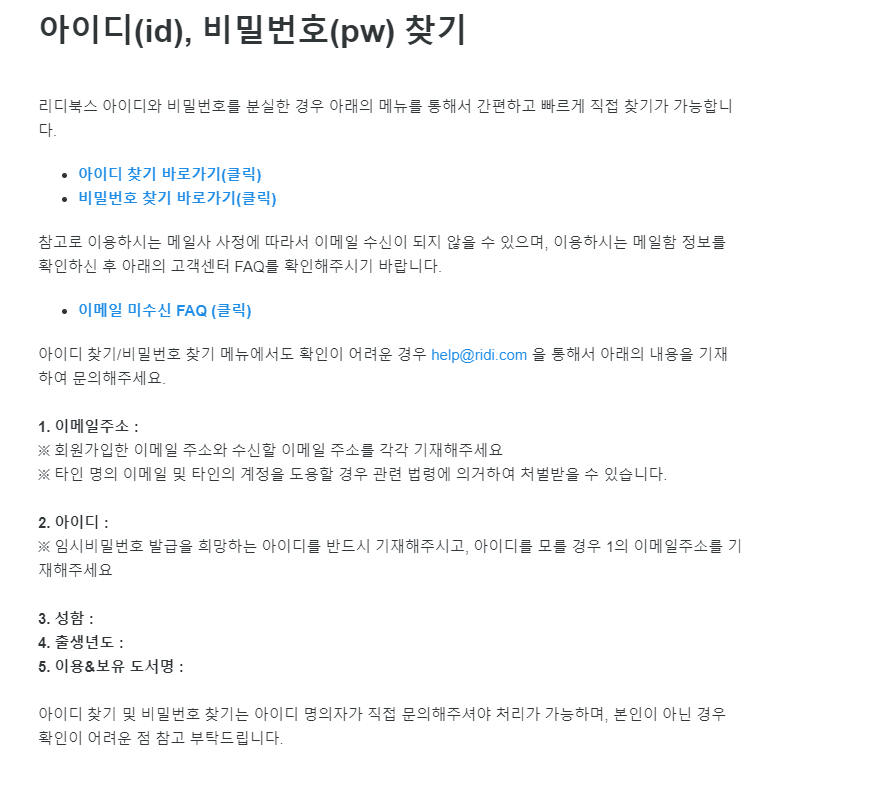 아이디(id), 비밀번호(pw) 찾기
리디북스 아이디와 비밀번호를 분실한 경우 아래의 메뉴를 통해서 간편하고 빠르게 직접 찾기가 가능합니
다.
• 아이디 찾기 바로가기(클릭)
• 비밀번호 찾기 바로가기(클릭)
참고로 이용하시는 메일사 사정에 따라서 이메일 수신이 되지 않을 수 있으며, 이용하시는 메일함 정보를
확인하신 후 아래의 고객센터 FAQ를 확인해주시기 바랍니다.
• 이메일 미수신 FAQ (클릭)
아이디 찾기/비밀번호 찾기 메뉴에서도 확인이 어려운 경우 help@ridi.com 을 통해서 아래의 내용을 기재
하여 문의해주세요.
1. 이메일주소 :
※ 회원가입한 이메일 주소와 수신할 이메일 주소를 각각 기재해주세요
※ 타인 명의 이메일 및 타인의 계정을 도용할 경우 관련 법령에 의거하여 처벌받을 수 있습니다.
2. 아이디 :
※ 임시비밀번호 발급을 희망하는 아이디를 반드시 기재해주시고, 아이디를 모를 경우 1의 이메일주소를 기
재해주세요
3. 성함 :
4. 출생년도 :
5. 이용&보유 도서명 :
아이디 찾기 및 비밀번호 찾기는 아이디 명의자가 직접 문의해주셔야 처리가 가능하며, 본인이 아닌 경우
확인이 어려운 점 참고 부탁드립니다.